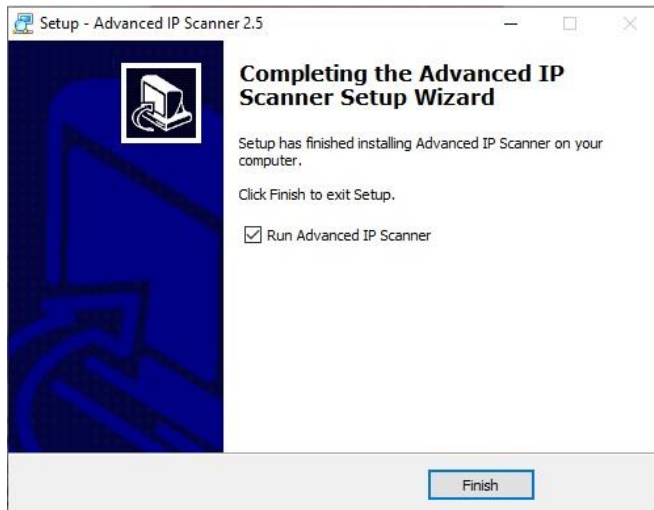 Setup - Advanced IP Scanner 2.5
Completing the Advanced IP
Scanner Setup Wizard
Setup has finished installing Advanced IP Scanner on your
computer.
Click Finish to exit Setup.
Run Advanced IP Scanner
Finish